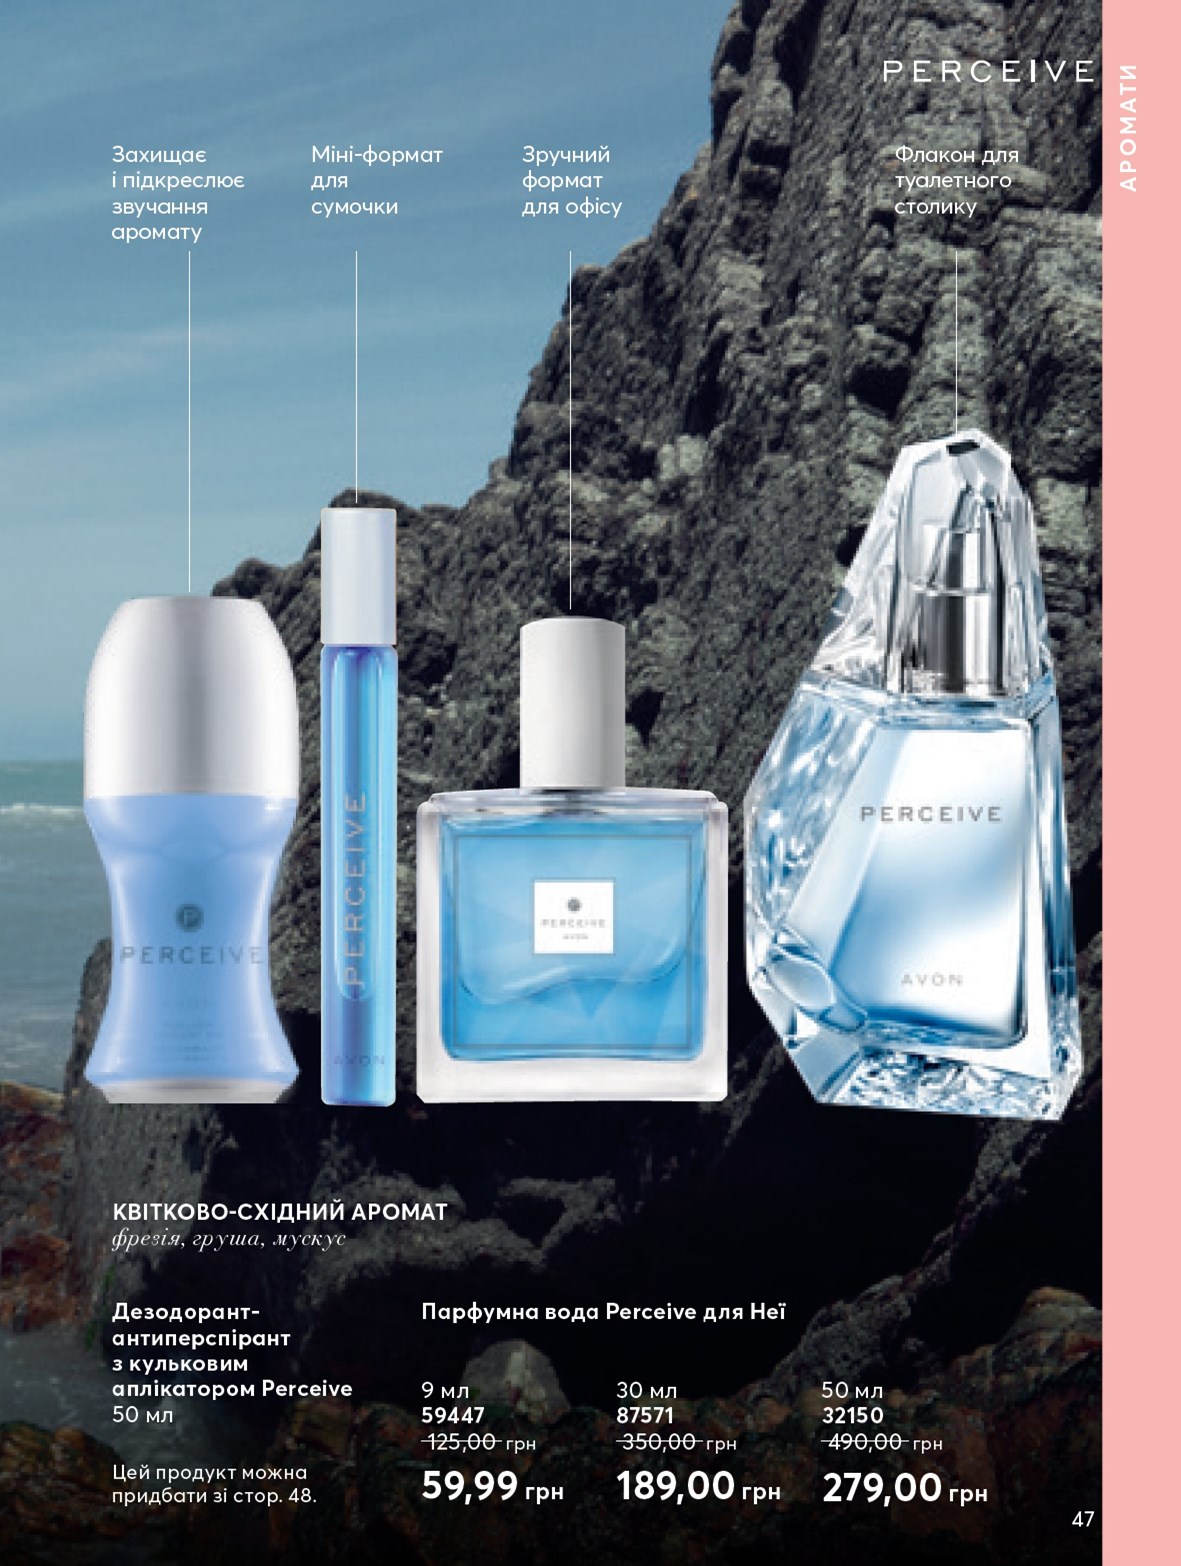 PERCEIVE
АРОМАТИ
Захищає
і підкреслює
звучання
аромату
Міні-формат
для
сумочки
Зручний
формат
для офісу
Флакон для
туалетного
столику
P
PERCEIVE
PERCEIVE
AVON
PERCEIVE
AVON
PERCEIVE
AVON
КВІТКОВО-СХІДНИЙ АРОМАТ
фрезія, груша, мускус
Дезодорант-
антиперспірант
з кульковим
аплікатором Perceive
50 мл
Цей продукт можна
придбати зі стор. 48.
Парфумна вода Perceive для Неї
9 мл
59447
125,00 грн
59,99 грн
30 мл
87571
350,00 грн
189,00 грн
50 мл
32150
490,00 грн
279,00 грн
47